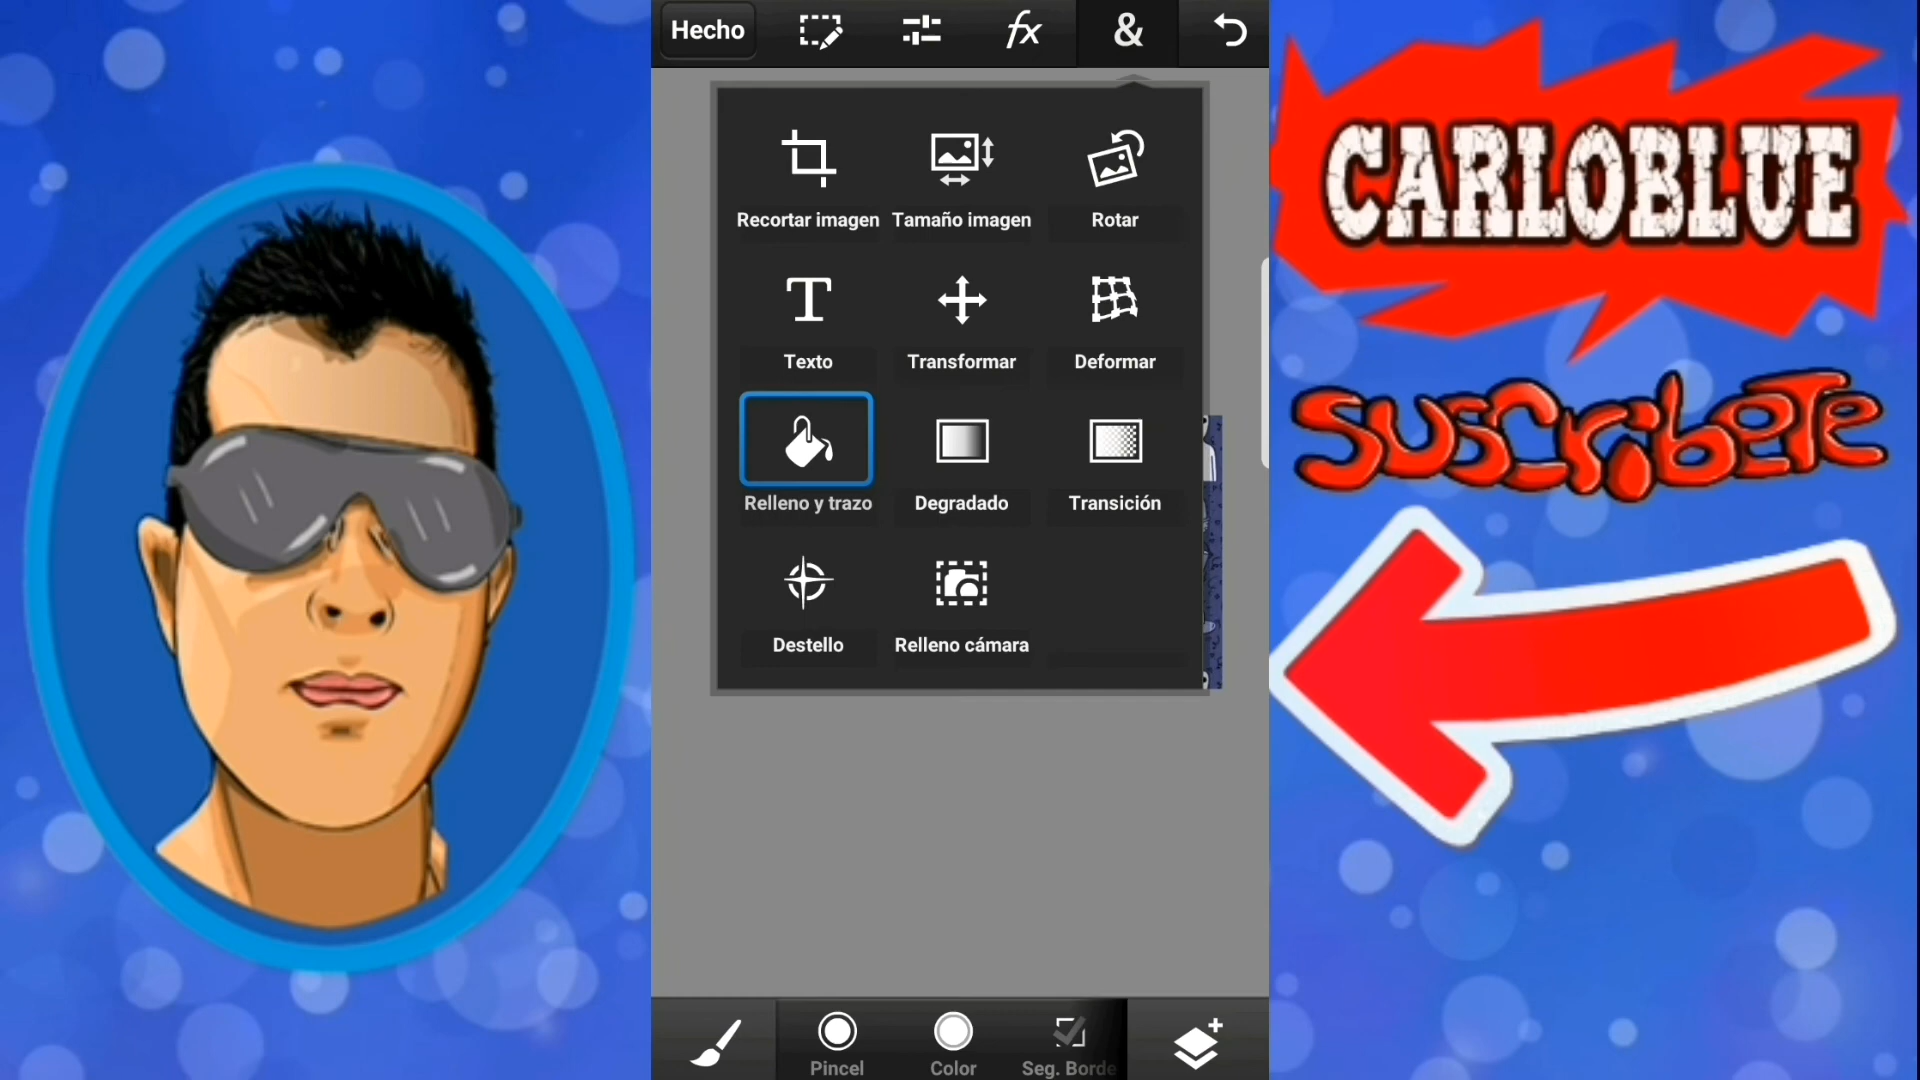 Hecho
fx
&
Recortar imagen
Tamaño imagen
Rotar
T
Texto
Transformar
Deformar
Relleno y trazo
Degradado
Transición
Destello
Relleno cámara
Pincel
Color
Seg. Borde
CARLOBLUE
SUSCRIBETE